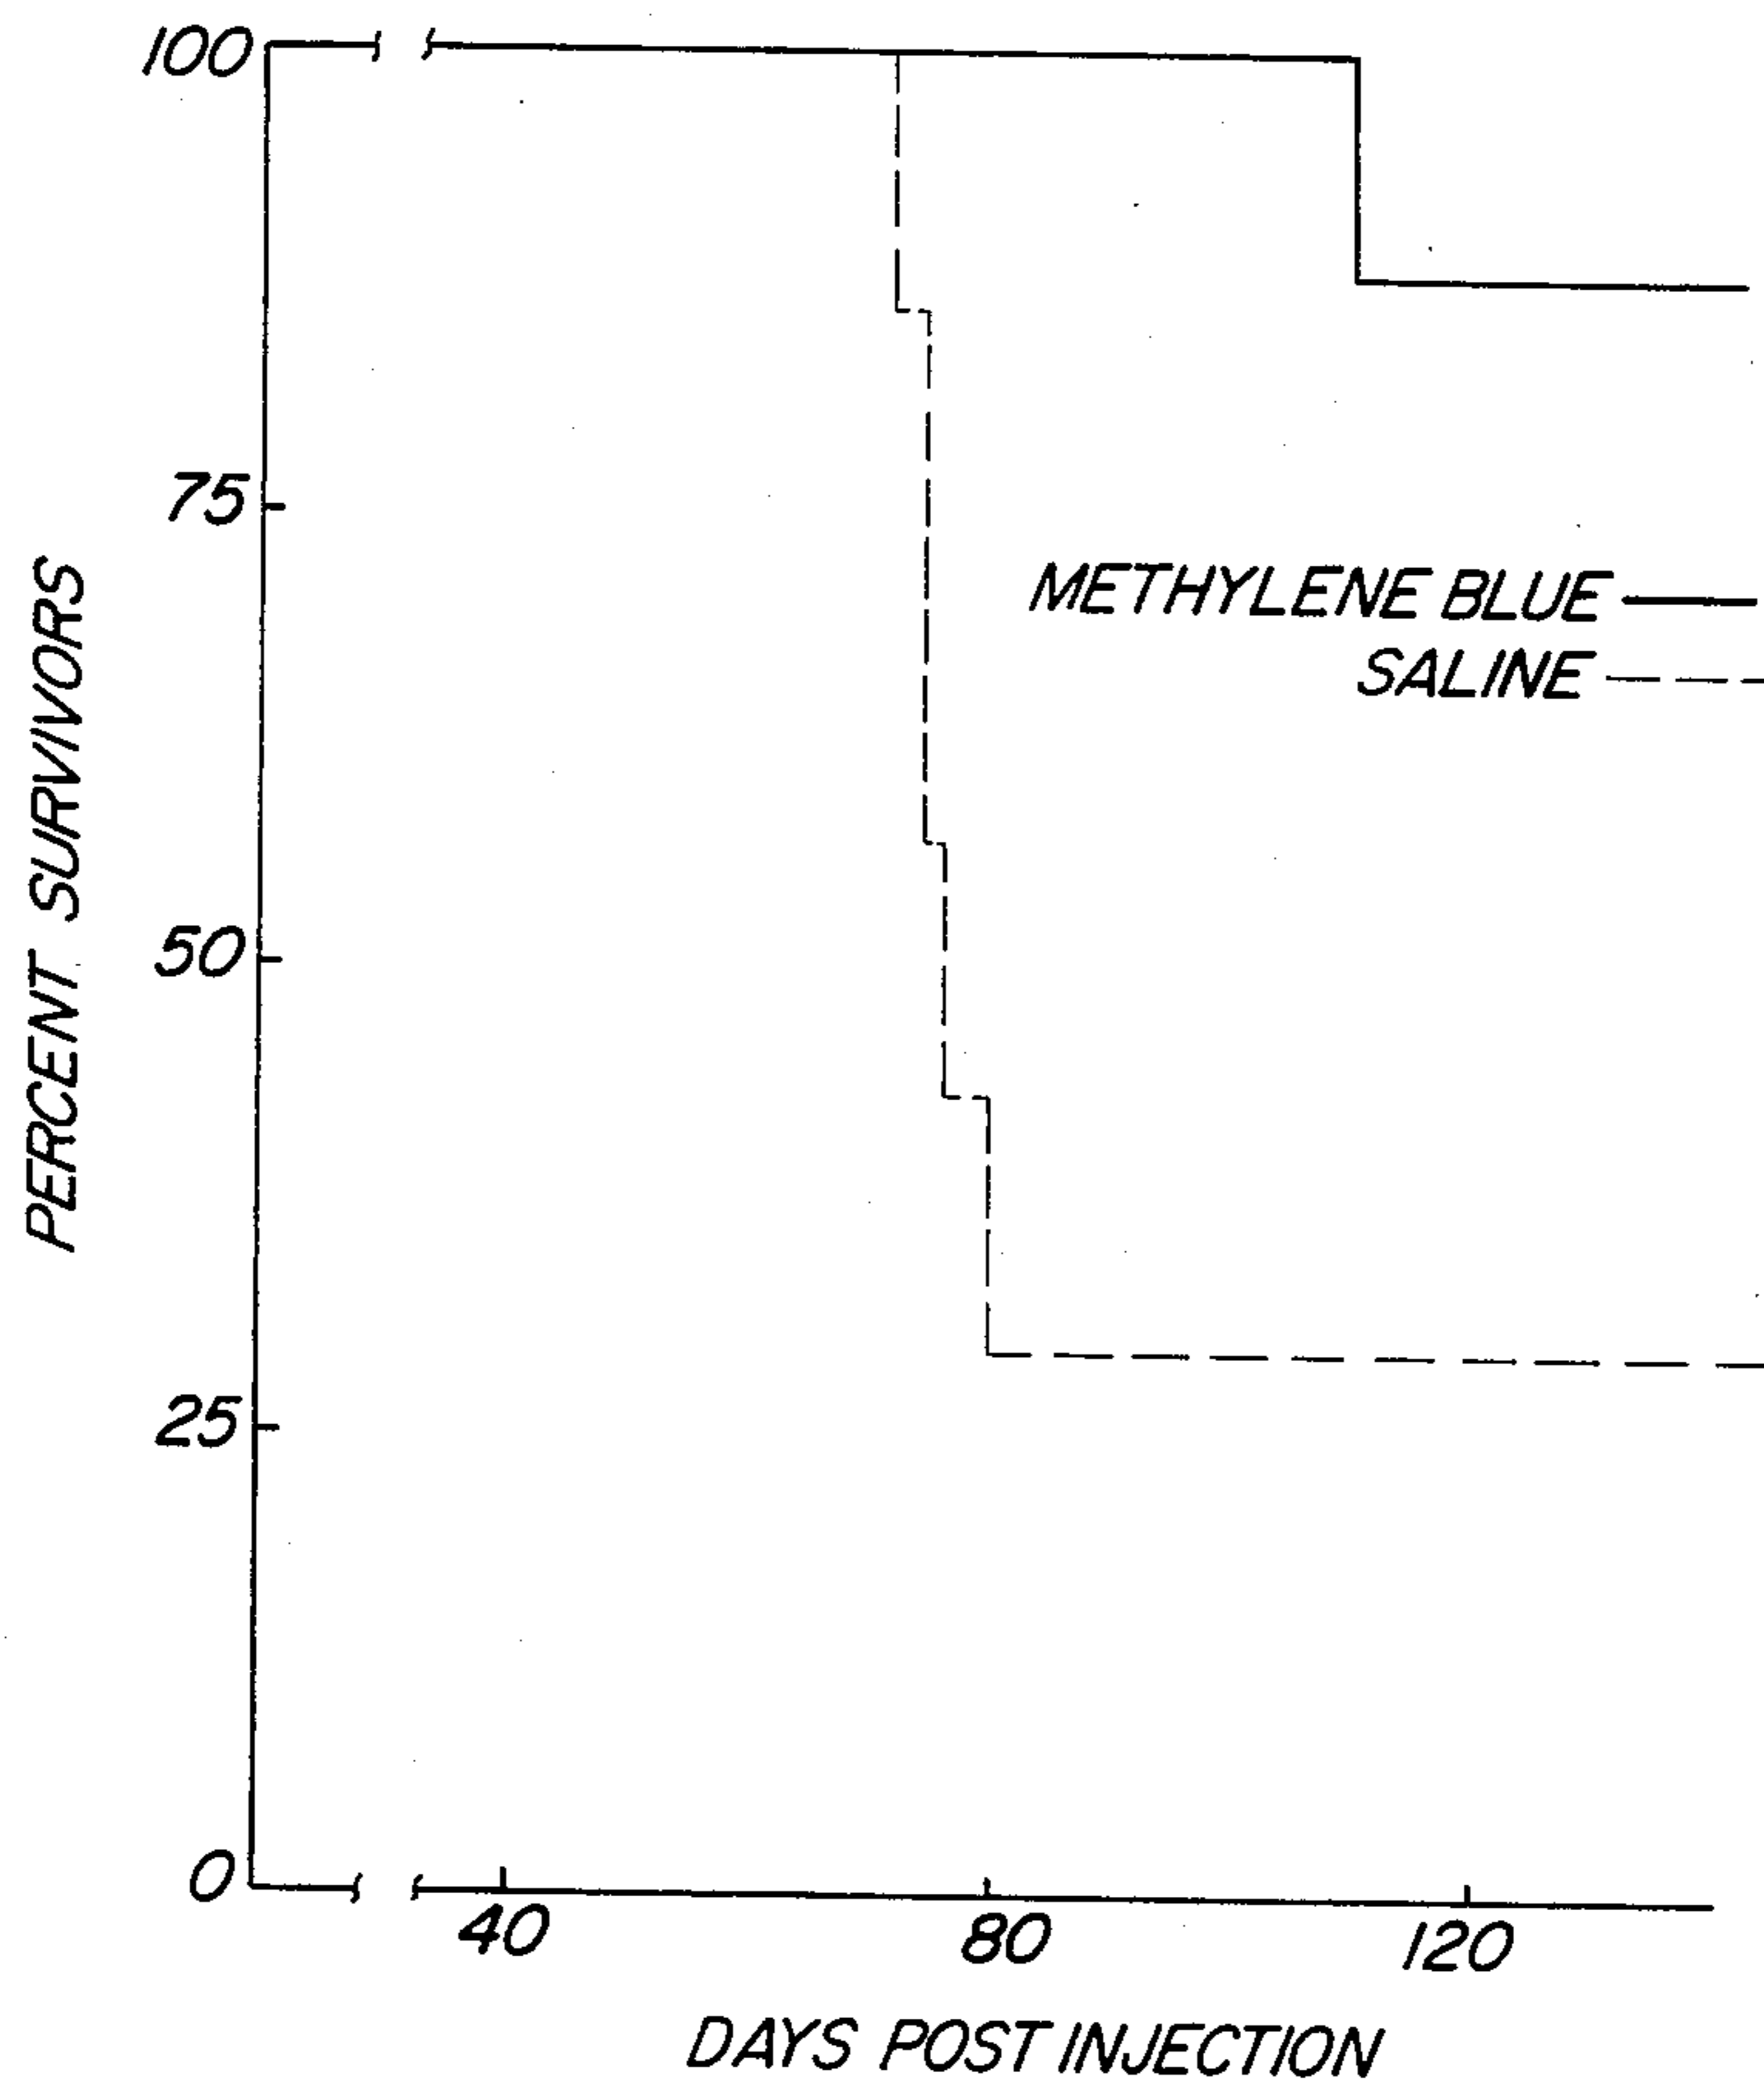 100
75
METHYLENE BLUE
SALINE
PERCENT SURVIVORS
50
25
0
40 80 120
DAYS POST INJECTION